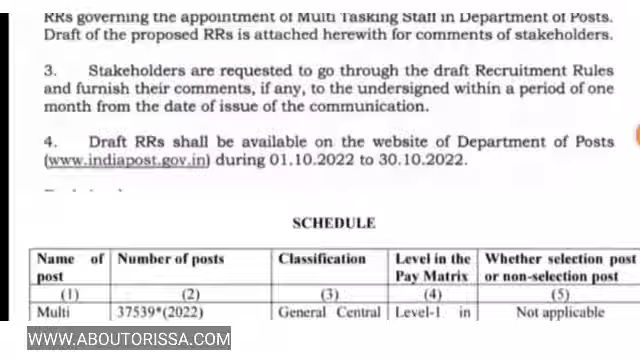 RRs governing the appointment of Multi Tasking Staff in Department of Posts.
Draft of the proposed RRs is attached herewith for comments of stakeholders.
3. Stakeholders are requested to go through the draft Recruitment Rules
and furnish their comments, if any, to the undersigned within a period of one
month from the date of issue of the communication.
4. Draft RRs shall be available on the website of Department of Posts
(www.indiapost.gov.in) during 01.10.2022 to 30.10.2022.
SCHEDULE
Name of post Number of posts Classification Level in the Pay Matrix Whether selection post or non-selection post
(1) (2) (3) (4) (5)
Multi 37539*(2022) General Central Level-1 in Not applicable
WWW.ABOUTORISSA.COM